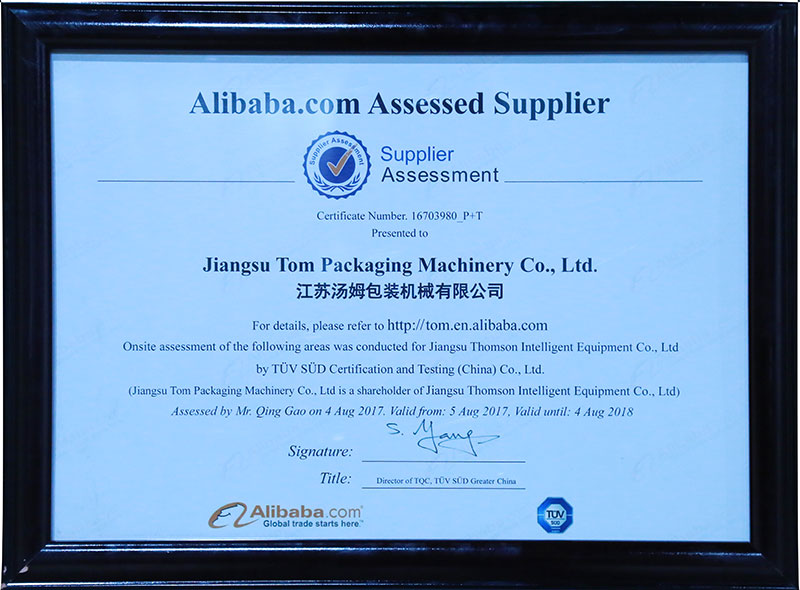 Alibaba.com Assessed Supplier
Supplier Assessment
Supplier
Assessment
Certificate Number. 16703980_P+T
Presented to
Jiangsu Tom Packaging Machinery Co., Ltd.
江苏汤姆包装机械有限公司
For details, please refer to http://tom.en.alibaba.com
Onsite assessment of the following areas was conducted for Jiangsu Thomson Intelligent Equipment Co., Ltd
by TÜV SÜD Certification and Testing (China) Co., Ltd.
(Jiangsu Tom Packaging Machinery Co., Ltd is a shareholder of Jiangsu Thomson Intelligent Equipment Co., Ltd)
Assessed by Mr. Qing Gao on 4 Aug 2017. Valid from: 5 Aug 2017, Valid until: 4 Aug 2018
S. Yang
Signature:
Title: Director of TQC, TÜV SÜD Greater China
Alibaba.com®
Global trade starts here.™
TÜV
SÜD